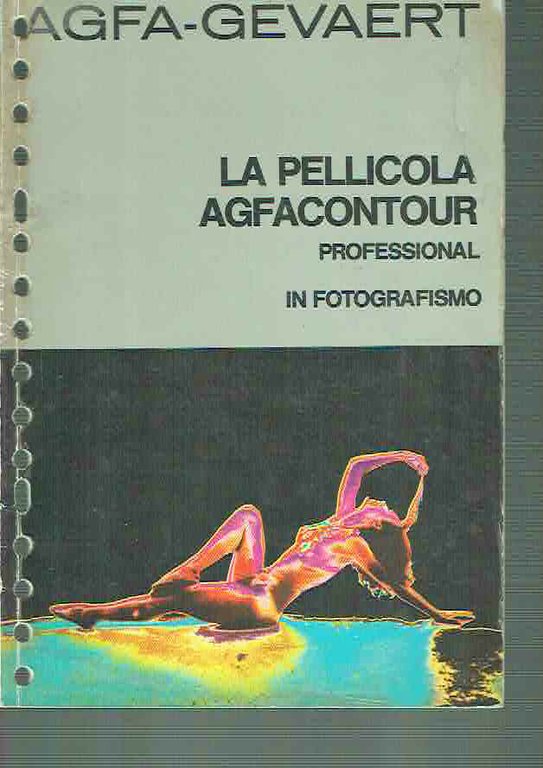 AGFA-GEVAERT
LA PELLICOLA
AGFACONTOUR
PROFESSIONAL
IN FOTOGRAFISMO